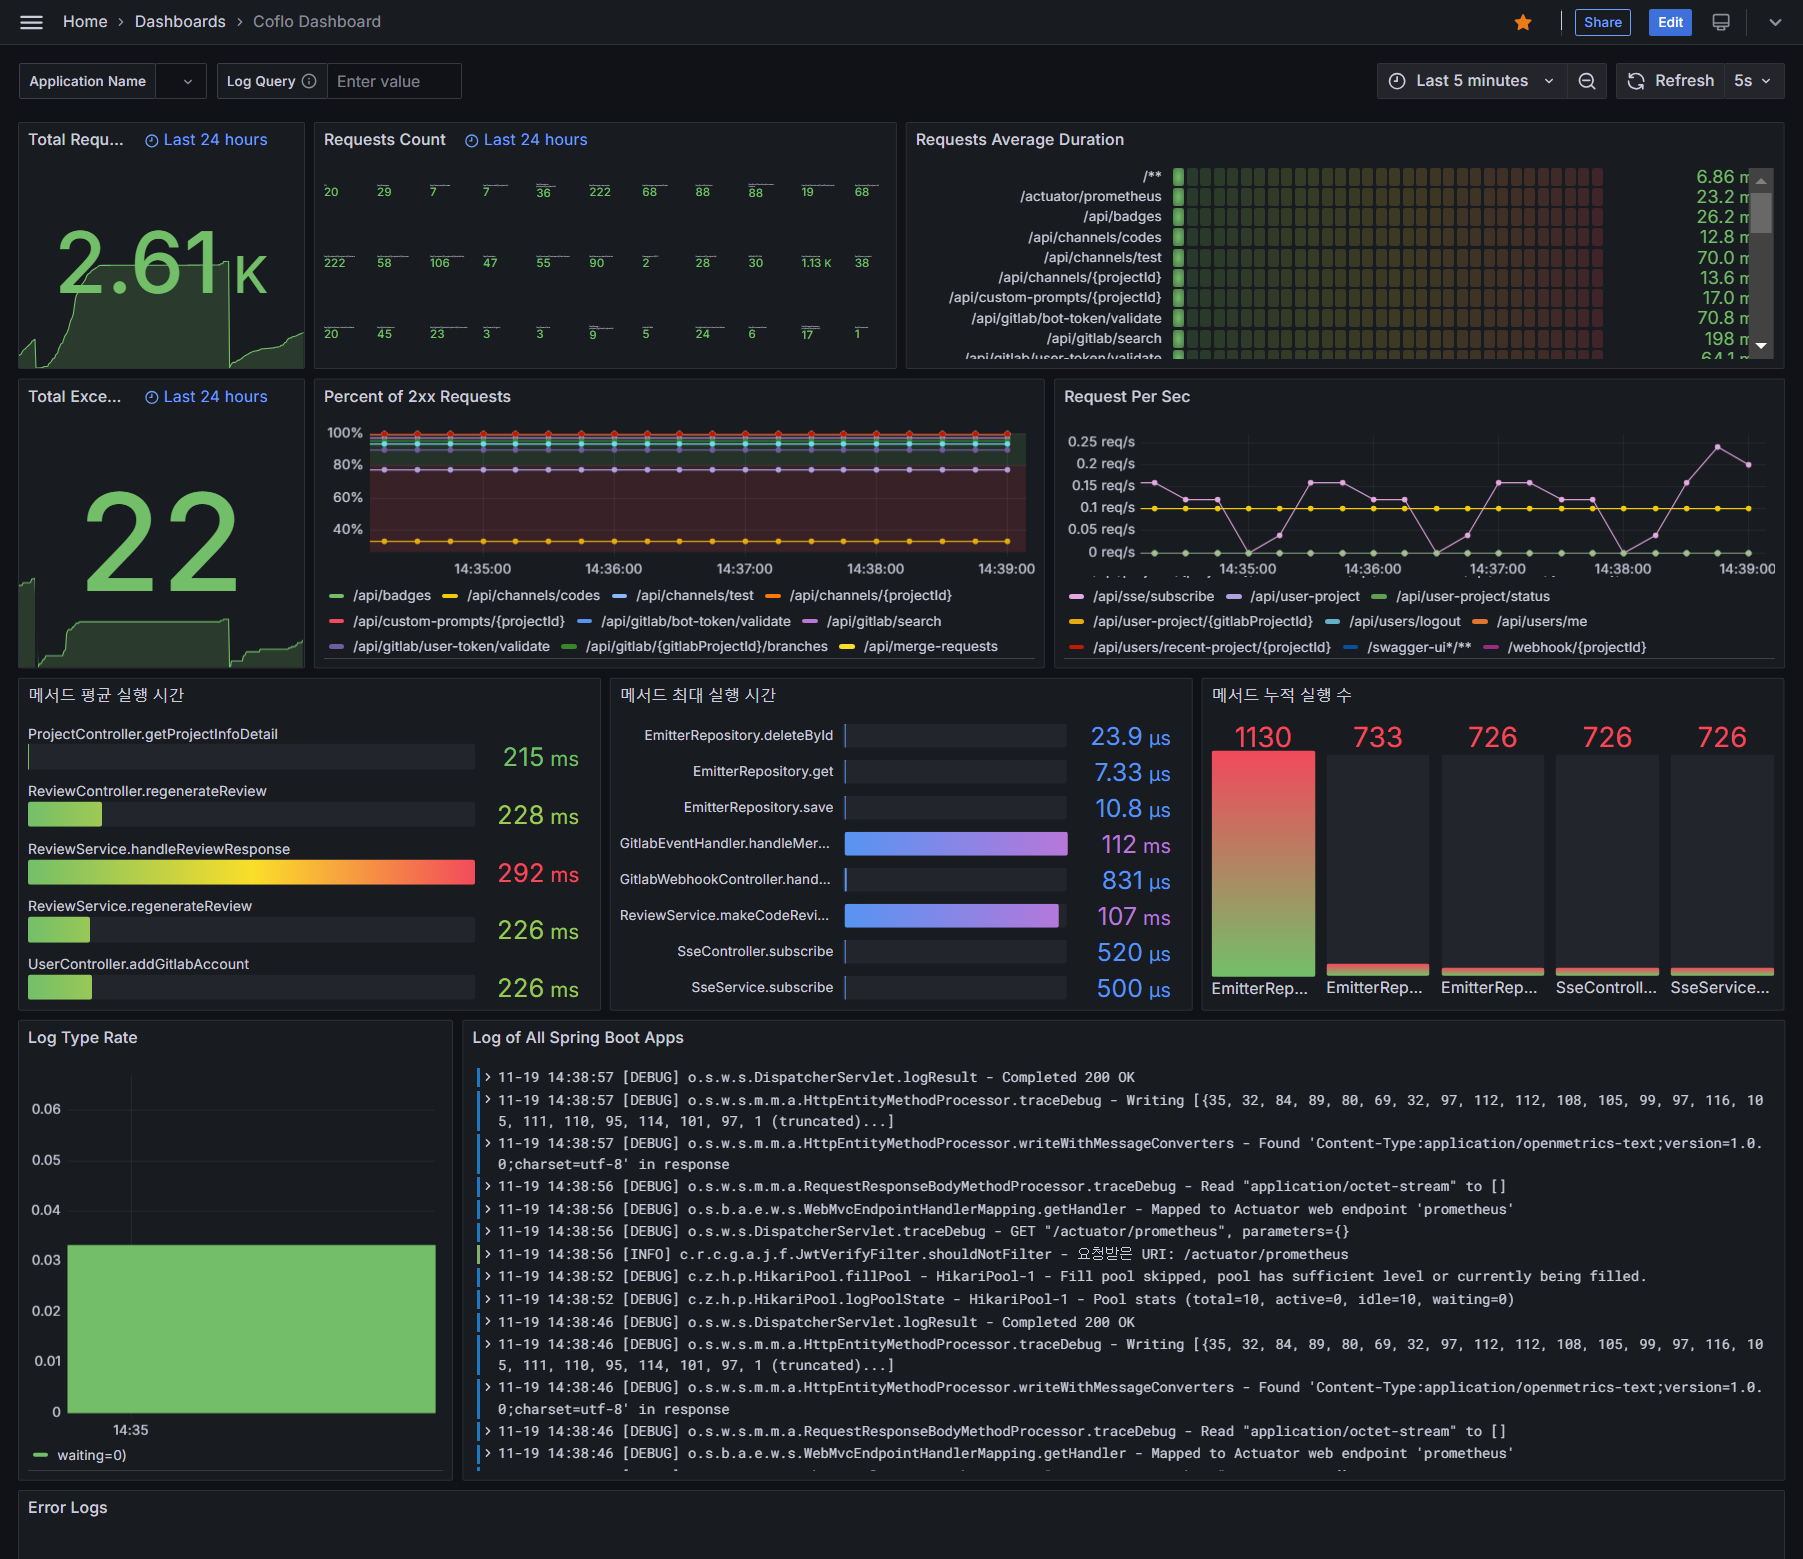 Home › Dashboards › Coflo Dashboard
Share
Edit
Application Name
Log Query
Enter value
Last 5 minutes
Refresh
5s
Total Requ...
Last 24 hours
2.61 K
Requests Count
Last 24 hours
20 29 7 7 36 222 68 88 88 19 68
222 58 106 47 55 90 2 28 30 1.13 K 38
20 45 23 3 3 9 5 24 6 17 1
Requests Average Duration
/** 6.86
/actuator/prometheus 23.2
/api/badges 26.2
/api/channels/codes 12.8
/api/channels/test 70.0
/api/channels/{projectId} 13.6
/api/custom-prompts/{projectId} 17.0
/api/gitlab/bot-token/validate 70.8
/api/gitlab/search 198
/api/gitlab/user-token/validate 64.1
Total Exce...
Last 24 hours
22
Percent of 2xx Requests
100%
80%
60%
40%
14:35:00 14:36:00 14:37:00 14:38:00 14:39:00
/api/badges /api/channels/codes /api/channels/test /api/channels/{projectId}
/api/custom-prompts/{projectId} /api/gitlab/bot-token/validate /api/gitlab/search
/api/gitlab/user-token/validate /api/gitlab/{gitlabProjectId}/branches /api/merge-requests
Request Per Sec
0.25 req/s
0.2 req/s
0.15 req/s
0.1 req/s
0.05 req/s
0 req/s
14:35:00 14:36:00 14:37:00 14:38:00 14:39:00
/api/sse/subscribe /api/user-project /api/user-project/status
/api/user-project/{gitlabProjectId} /api/users/logout /api/users/me
/api/users/recent-project/{projectId} /swagger-ui*/** /webhook/{projectId}
메서드 평균 실행 시간
ProjectController.getProjectInfoDetail
215 ms
ReviewController.regenerateReview
228 ms
ReviewService.handleReviewResponse
292 ms
ReviewService.regenerateReview
226 ms
UserController.addGitlabAccount
226 ms
메서드 최대 실행 시간
EmitterRepository.deleteById 23.9 µs
EmitterRepository.get 7.33 µs
EmitterRepository.save 10.8 µs
GitlabEventHandler.handleMer... 112 ms
GitlabWebhookController.hand... 831 µs
ReviewService.makeCodeRevi... 107 ms
SseController.subscribe 520 µs
SseService.subscribe 500 µs
메서드 누적 실행 수
1130 733 726 726 726
EmitterRep... EmitterRep... EmitterRep... SseControll... SseService...
Log Type Rate
0.06
0.05
0.04
0.03
0.02
0.01
0
14:35
waiting=0)
Log of All Spring Boot Apps
11-19 14:38:57 [DEBUG] o.s.w.s.DispatcherServlet.logResult - Completed 200 OK
11-19 14:38:57 [DEBUG] o.s.w.s.m.m.a.HttpEntityMethodProcessor.traceDebug - Writing [{35, 32, 84, 89, 80, 69, 32, 97, 112, 112, 108, 105, 99, 97, 116, 10
5, 111, 110, 95, 114, 101, 97, 1 (truncated)...]
11-19 14:38:57 [DEBUG] o.s.w.s.m.m.a.HttpEntityMethodProcessor.writeWithMessageConverters - Found 'Content-Type:application/openmetrics-text;version=1.0.
0;charset=utf-8' in response
11-19 14:38:56 [DEBUG] o.s.w.s.m.m.a.RequestResponseBodyMethodProcessor.traceDebug - Read "application/octet-stream" to []
11-19 14:38:56 [DEBUG] o.s.b.a.e.w.s.WebMvcEndpointHandlerMapping.getHandler - Mapped to Actuator web endpoint 'prometheus'
11-19 14:38:56 [DEBUG] o.s.w.s.DispatcherServlet.traceDebug - GET "/actuator/prometheus", parameters={}
11-19 14:38:56 [INFO] c.r.c.g.a.j.f.JwtVerifyFilter.shouldNotFilter - 요청받은 URI: /actuator/prometheus
11-19 14:38:52 [DEBUG] c.z.h.p.HikariPool.fillPool - HikariPool-1 - Fill pool skipped, pool has sufficient level or currently being filled.
11-19 14:38:52 [DEBUG] c.z.h.p.HikariPool.logPoolState - HikariPool-1 - Pool stats (total=10, active=0, idle=10, waiting=0)
11-19 14:38:46 [DEBUG] o.s.w.s.DispatcherServlet.logResult - Completed 200 OK
11-19 14:38:46 [DEBUG] o.s.w.s.m.m.a.HttpEntityMethodProcessor.traceDebug - Writing [{35, 32, 84, 89, 80, 69, 32, 97, 112, 112, 108, 105, 99, 97, 116, 10
5, 111, 110, 95, 114, 101, 97, 1 (truncated)...]
11-19 14:38:46 [DEBUG] o.s.w.s.m.m.a.HttpEntityMethodProcessor.writeWithMessageConverters - Found 'Content-Type:application/openmetrics-text;version=1.0.
0;charset=utf-8' in response
11-19 14:38:46 [DEBUG] o.s.w.s.m.m.a.RequestResponseBodyMethodProcessor.traceDebug - Read "application/octet-stream" to []
11-19 14:38:46 [DEBUG] o.s.b.a.e.w.s.WebMvcEndpointHandlerMapping.getHandler - Mapped to Actuator web endpoint 'prometheus'
Error Logs